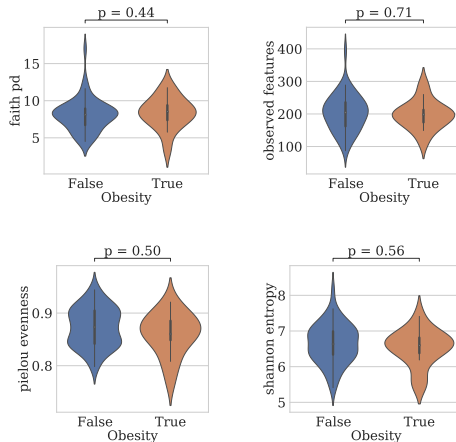 p = 0.44
faith pd
15
10
5
False True
Obesity
p = 0.71
observed features
400
300
200
100
False True
Obesity
p = 0.50
pielou evenness
0.9
0.8
False True
Obesity
p = 0.56
shannon entropy
8
7
6
5
False True
Obesity